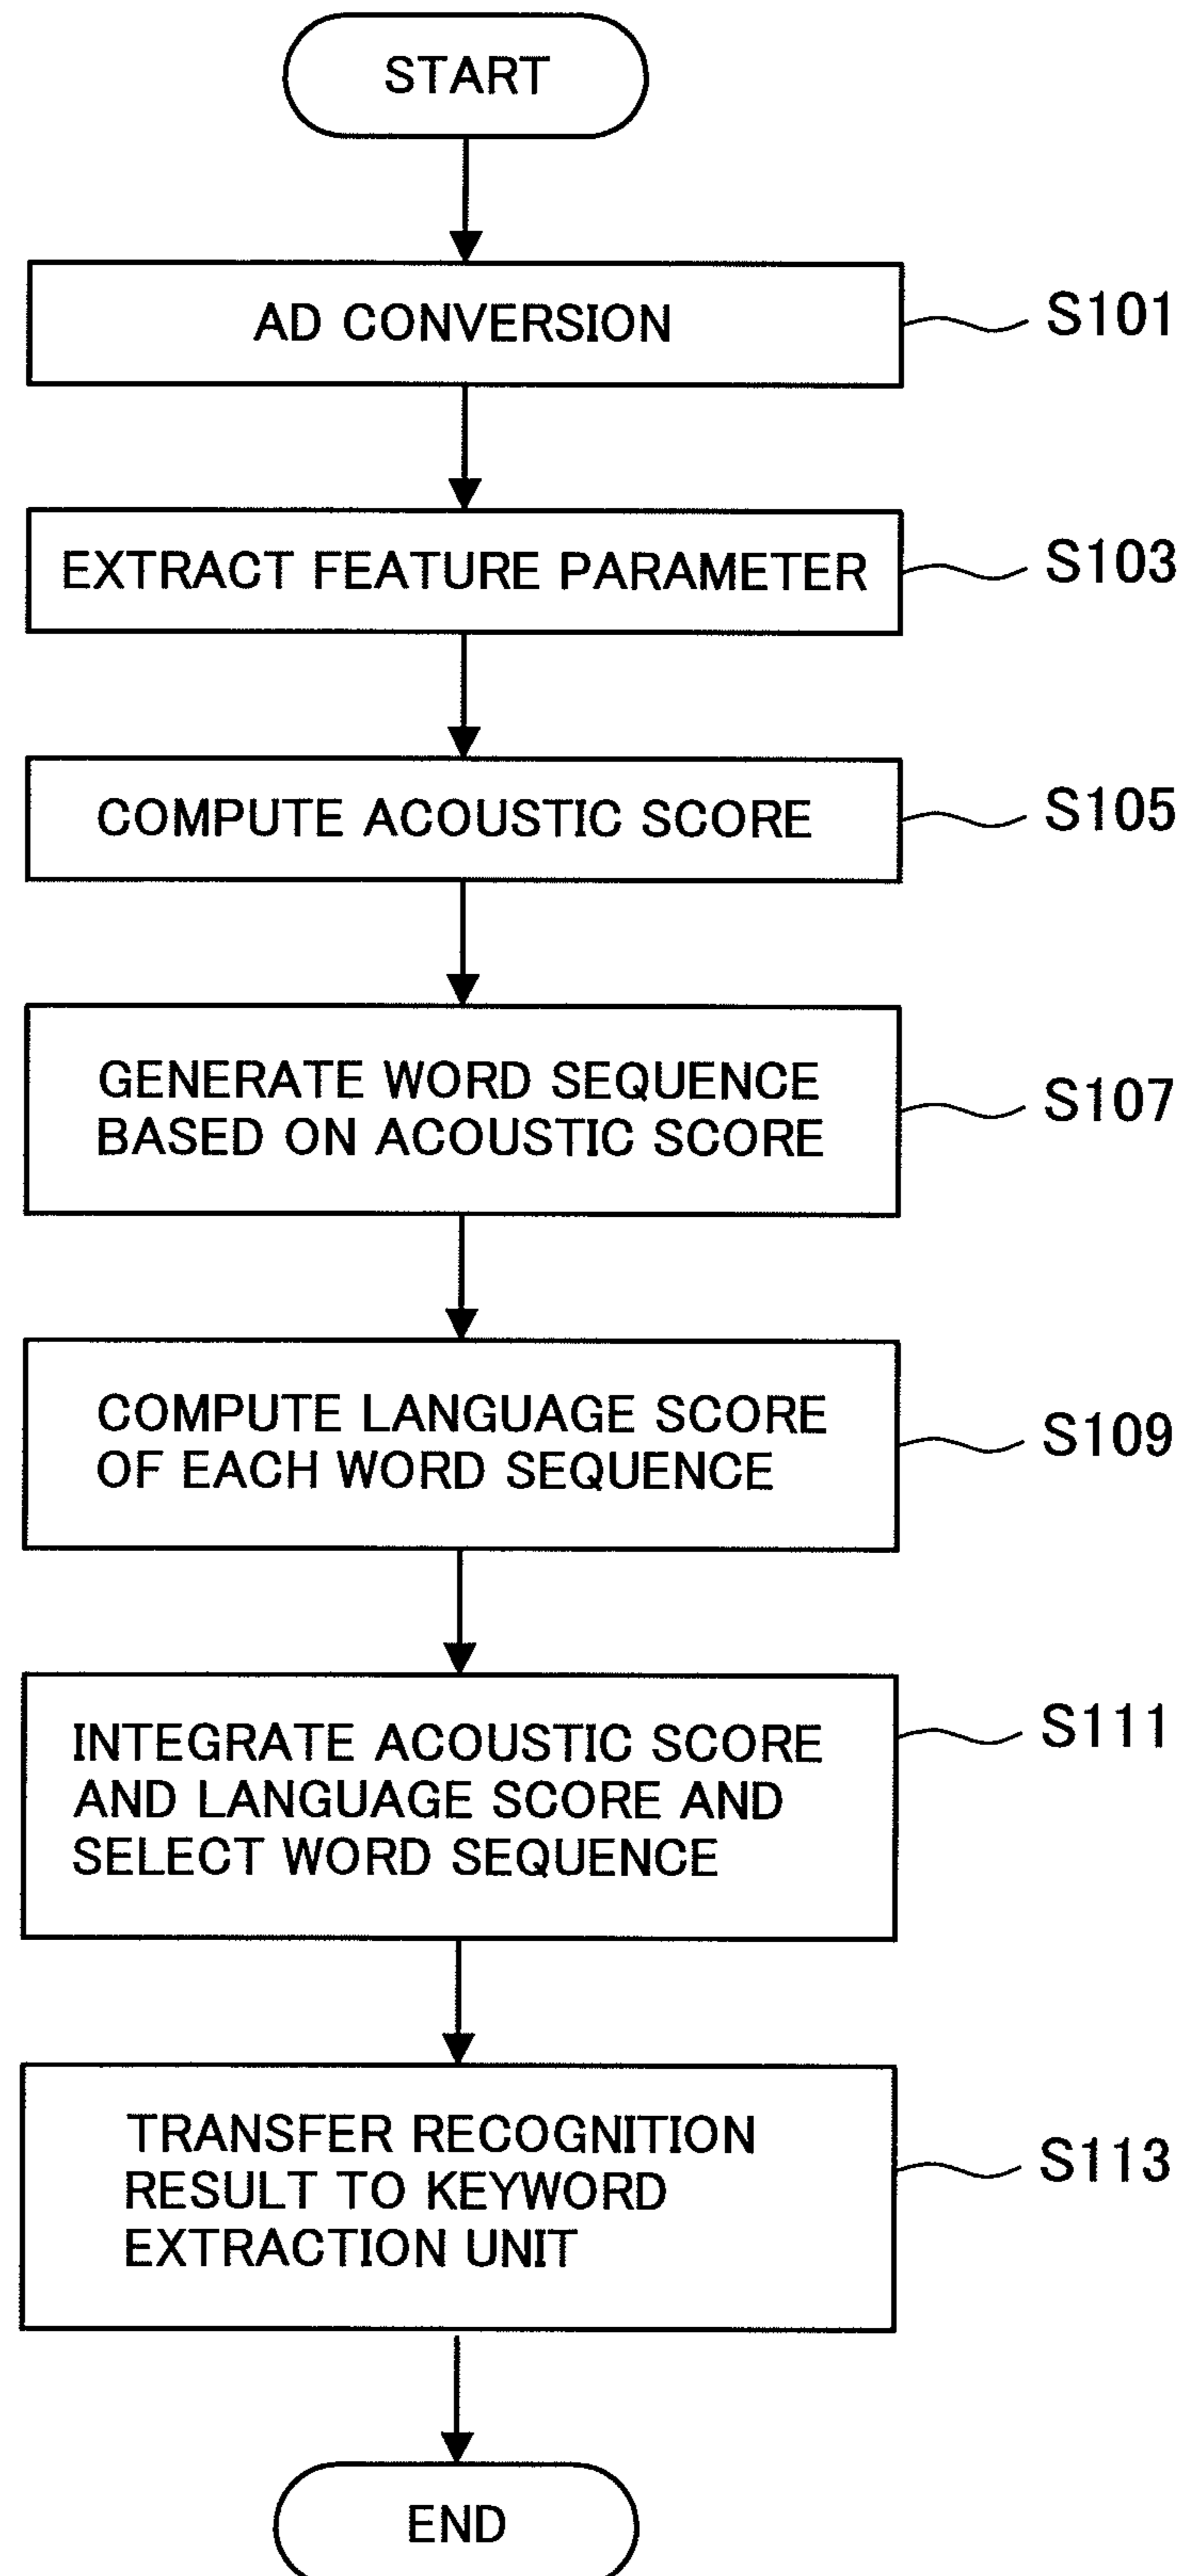 START
AD CONVERSION
S101
EXTRACT FEATURE PARAMETER
S103
COMPUTE ACOUSTIC SCORE
S105
GENERATE WORD SEQUENCE
BASED ON ACOUSTIC SCORE
S107
COMPUTE LANGUAGE SCORE
OF EACH WORD SEQUENCE
S109
INTEGRATE ACOUSTIC SCORE
AND LANGUAGE SCORE AND
SELECT WORD SEQUENCE
S111
TRANSFER RECOGNITION
RESULT TO KEYWORD
EXTRACTION UNIT
S113
END